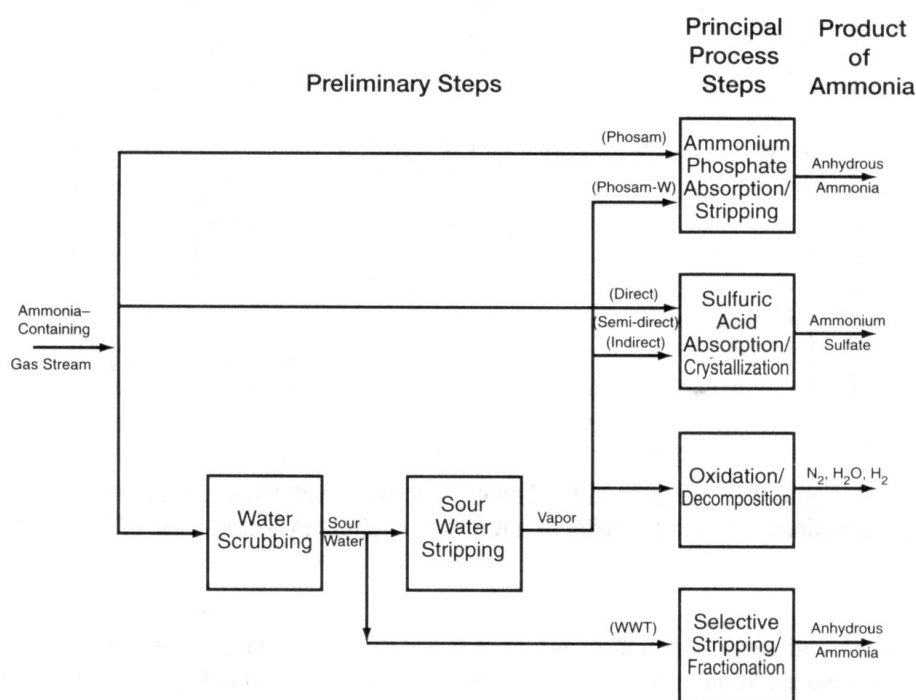 Preliminary Steps
Principal
Process
Steps
Product
of
Ammonia
(Phosam)
(Phosam-W)
Ammonium
Phosphate
Absorption/
Stripping
Anhydrous
Ammonia
Ammonia–
Containing
Gas Stream
(Direct)
(Semi-direct)
(Indirect)
Sulfuric
Acid
Absorption/
Crystallization
Ammonium
Sulfate
Oxidation/
Decomposition
N₂, H₂O, H₂
Water
Scrubbing
Sour
Water
Sour
Water
Stripping
Vapor
(WWT)
Selective
Stripping/
Fractionation
Anhydrous
Ammonia